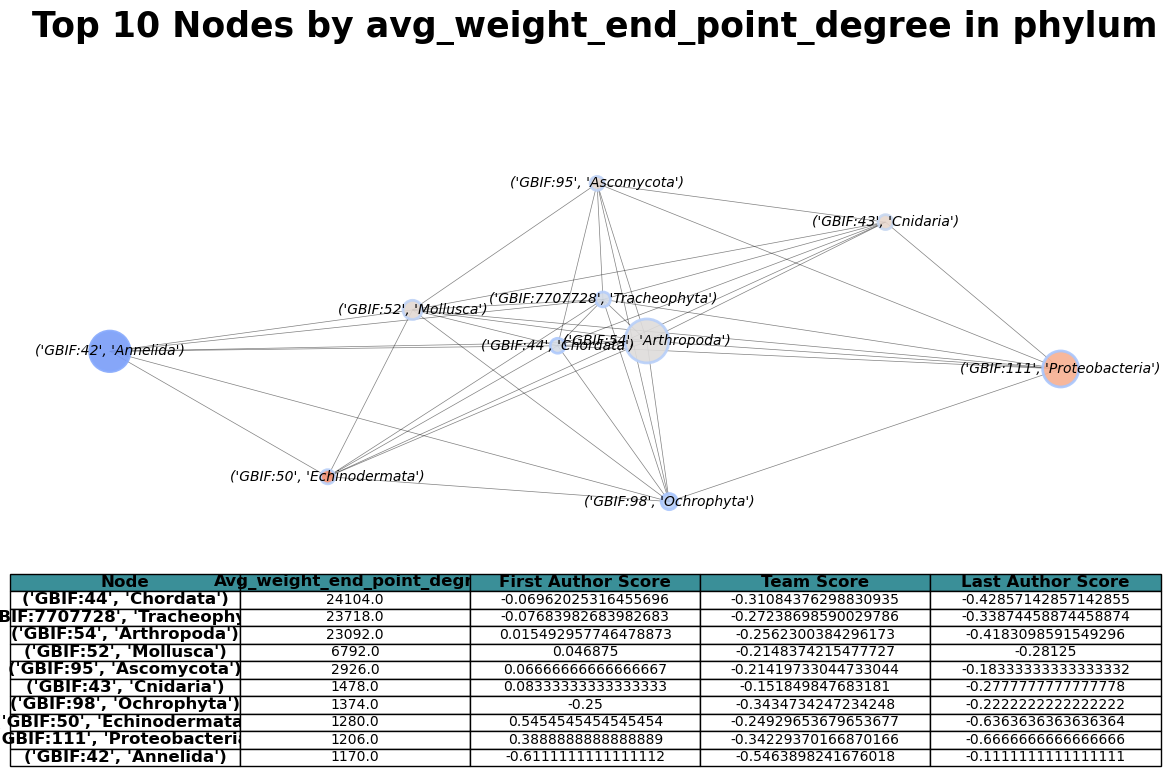 Top 10 Nodes by avg_weight_end_point_degree in phylum
('GBIF:95', 'Ascomycota')
('GBIF:43', 'Cnidaria')
('GBIF:7707728', 'Tracheophyta')
('GBIF:52', 'Mollusca')
('GBIF:54', 'Arthropoda')
('GBIF:44', 'Chordata')
('GBIF:42', 'Annelida')
('GBIF:111', 'Proteobacteria')
('GBIF:50', 'Echinodermata')
('GBIF:98', 'Ochrophyta')
Node Avg_weight_end_point_degr First Author Score Team Score Last Author Score
('GBIF:44', 'Chordata') 24104.0 -0.06962025316455696 -0.31084376298830935 -0.42857142857142855
BIF:7707728', 'Tracheophy 23718.0 -0.07683982683982683 -0.27238698590029786 -0.33874458874458874
('GBIF:54', 'Arthropoda') 23092.0 0.015492957746478873 -0.2562300384296173 -0.4183098591549296
('GBIF:52', 'Mollusca') 6792.0 0.046875 -0.2148374215477727 -0.28125
('GBIF:95', 'Ascomycota') 2926.0 0.06666666666666667 -0.21419733044733044 -0.18333333333333332
('GBIF:43', 'Cnidaria') 1478.0 0.08333333333333333 -0.151849847683181 -0.2777777777777778
('GBIF:98', 'Ochrophyta') 1374.0 -0.25 -0.3434734247234248 -0.2222222222222222
'GBIF:50', 'Echinodermata 1280.0 0.5454545454545454 -0.24929653679653677 -0.6363636363636364
GBIF:111', 'Proteobacteria 1206.0 0.3888888888888889 -0.34229370166870166 -0.6666666666666666
('GBIF:42', 'Annelida') 1170.0 -0.6111111111111112 -0.5463898241676018 -0.1111111111111111